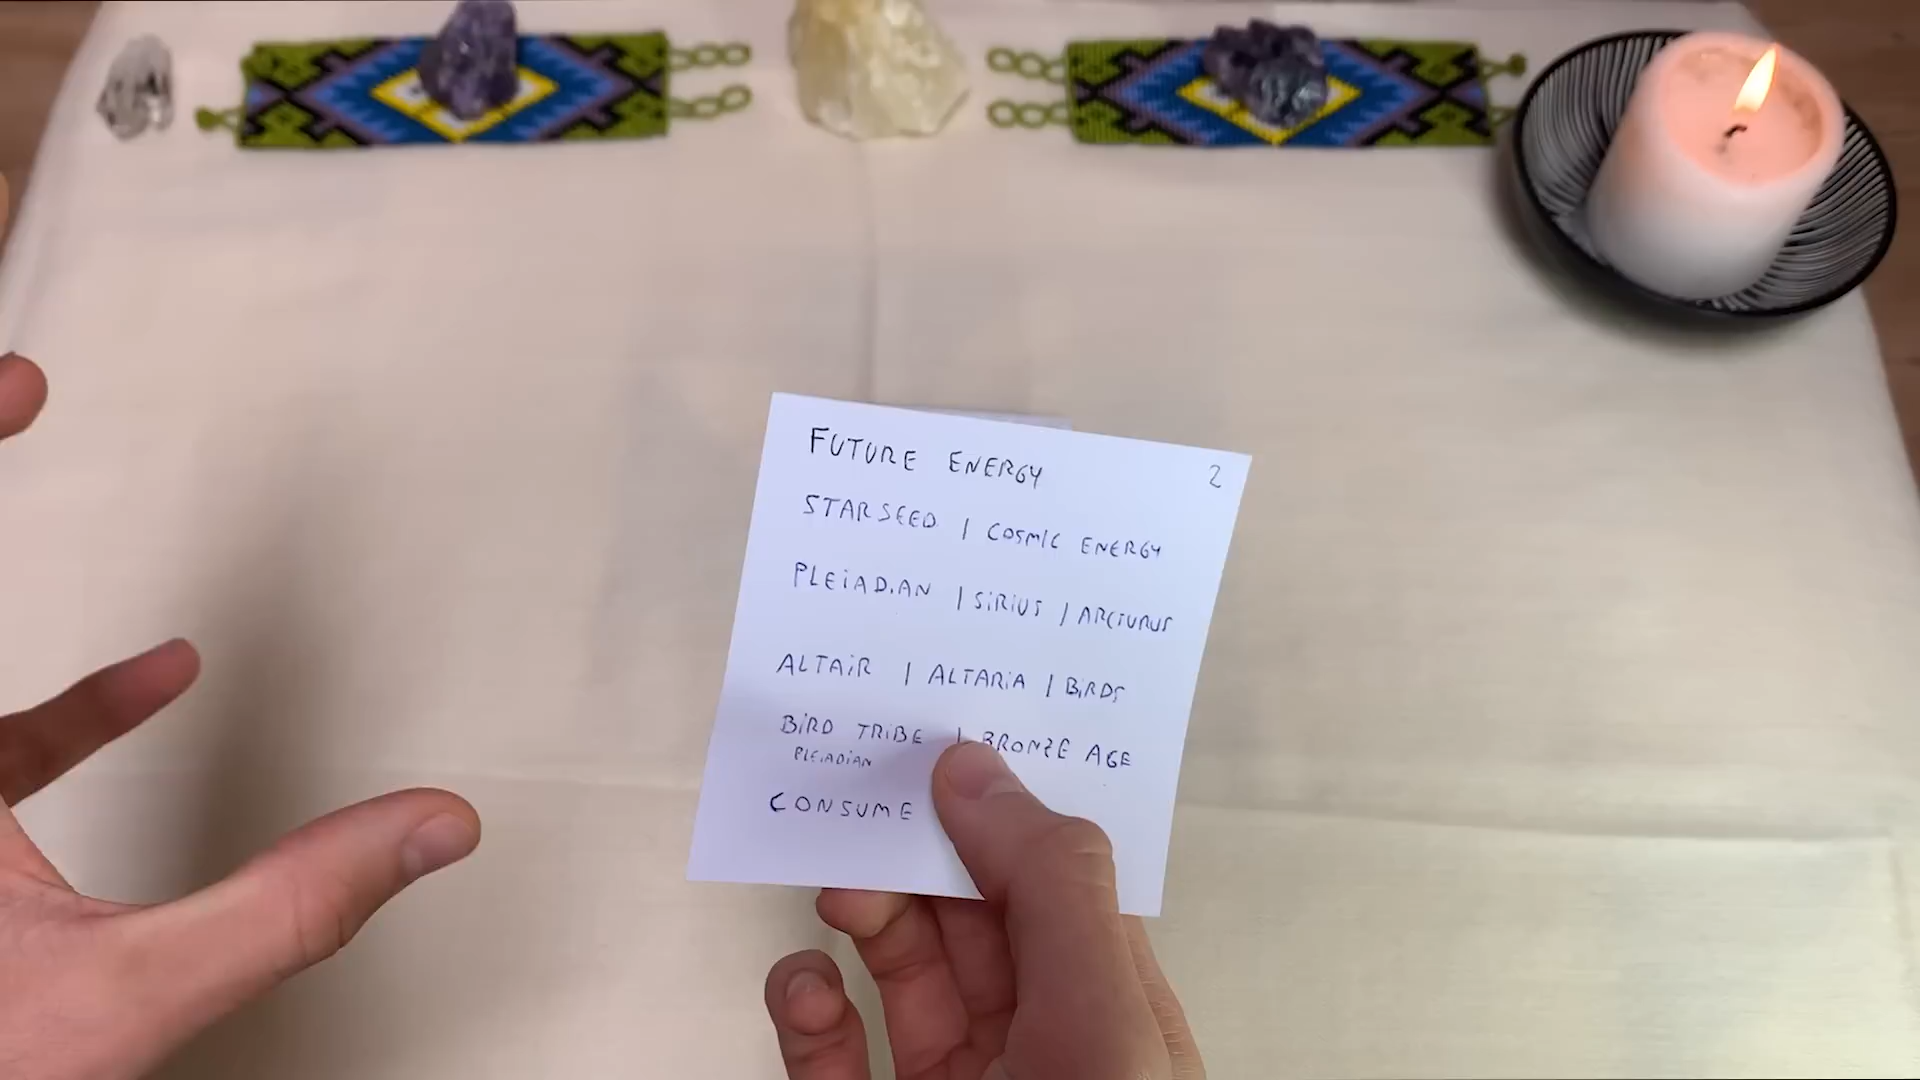 FUTURE ENERGY 2
STARSEED | COSMIC ENERGY
PLEIADIAN | SIRIUS | ARCTURUS
ALTAIR | ALTARIA | BIRDS
BIRD TRIBE | BRONZE AGE
PLEIADIAN
CONSUME